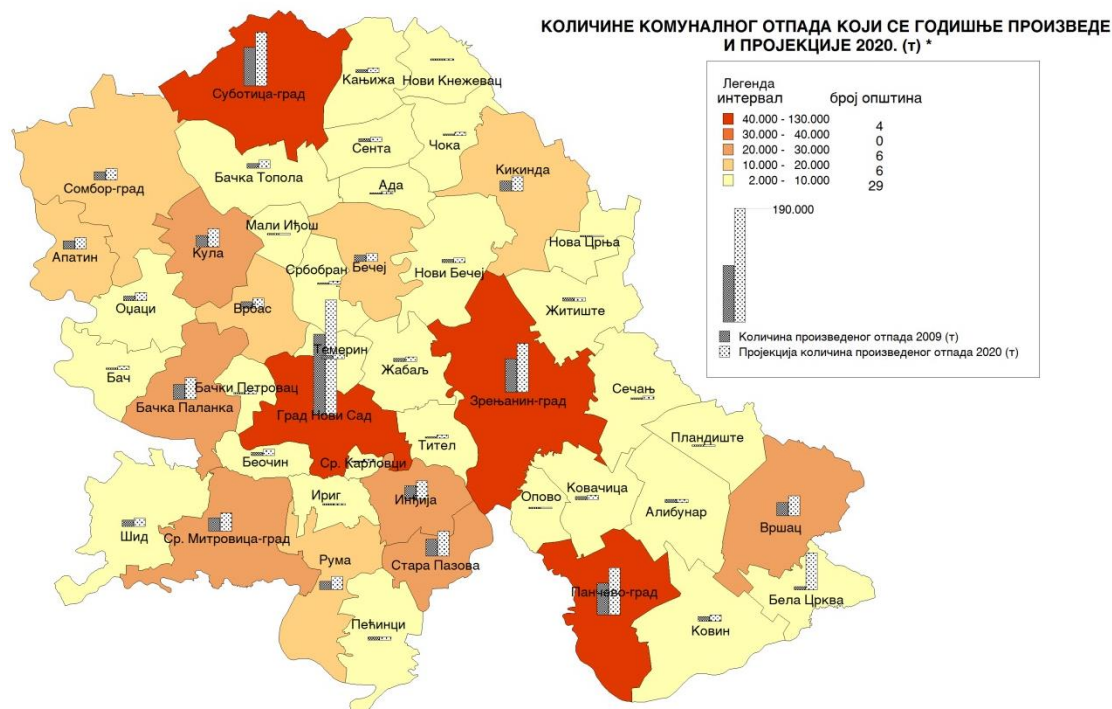 КОЛИЧИНЕ КОМУНАЛНОГ ОТПАДА КОЈИ СЕ ГОДИШЊЕ ПРОИЗВЕДЕ
И ПРОЈЕКЦИЈЕ 2020. (т) *
Легенда
интервал број општина
40.000 - 130.000 4
30.000 - 40.000 0
20.000 - 30.000 6
10.000 - 20.000 6
2.000 - 10.000 29
190.000
Количина произведеног отпада 2009 (т)
Пројекција количина произведеног отпада 2020 (т)
Суботица-град
Кањижа
Нови Кнежевац
Сента
Чока
Бачка Топола
Ада
Кикинда
Сомбор-град
Мали Иђош
Нова Црња
Апатин
Кула
Србобран
Бечеј
Нови Бечеј
Оџаци
Врбас
Житиште
Темерин
Жабаљ
Бач
Бачки Петровац
Сечањ
Бачка Паланка
Град Нови Сад
Зрењанин-град
Тител
Пландиште
Беочин
Ср. Карловци
Ириг
Инђија
Опово
Ковачица
Алибунар
Вршац
Шид
Ср. Митровица-град
Рума
Стара Пазова
Панчево-град
Бела Црква
Пећинци
Ковин